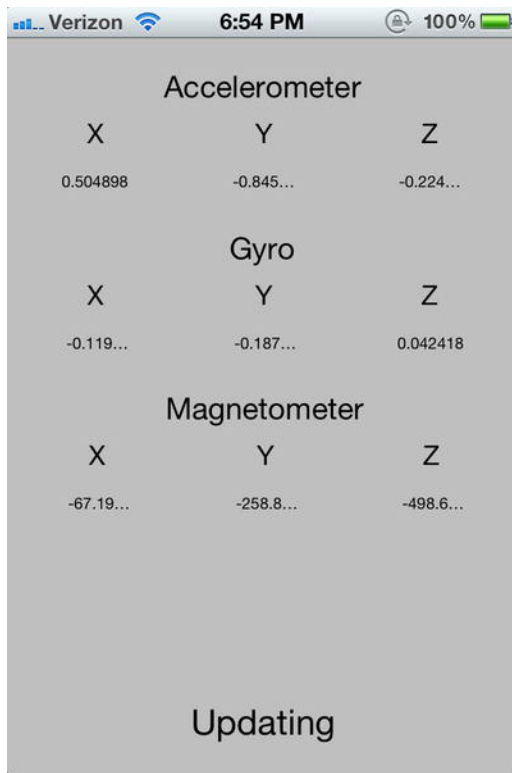 Verizon 6:54 PM 100%
Accelerometer
X Y Z
0.504898 -0.845... -0.224...
Gyro
X Y Z
-0.119... -0.187... 0.042418
Magnetometer
X Y Z
-67.19... -258.8... -498.6...
Updating